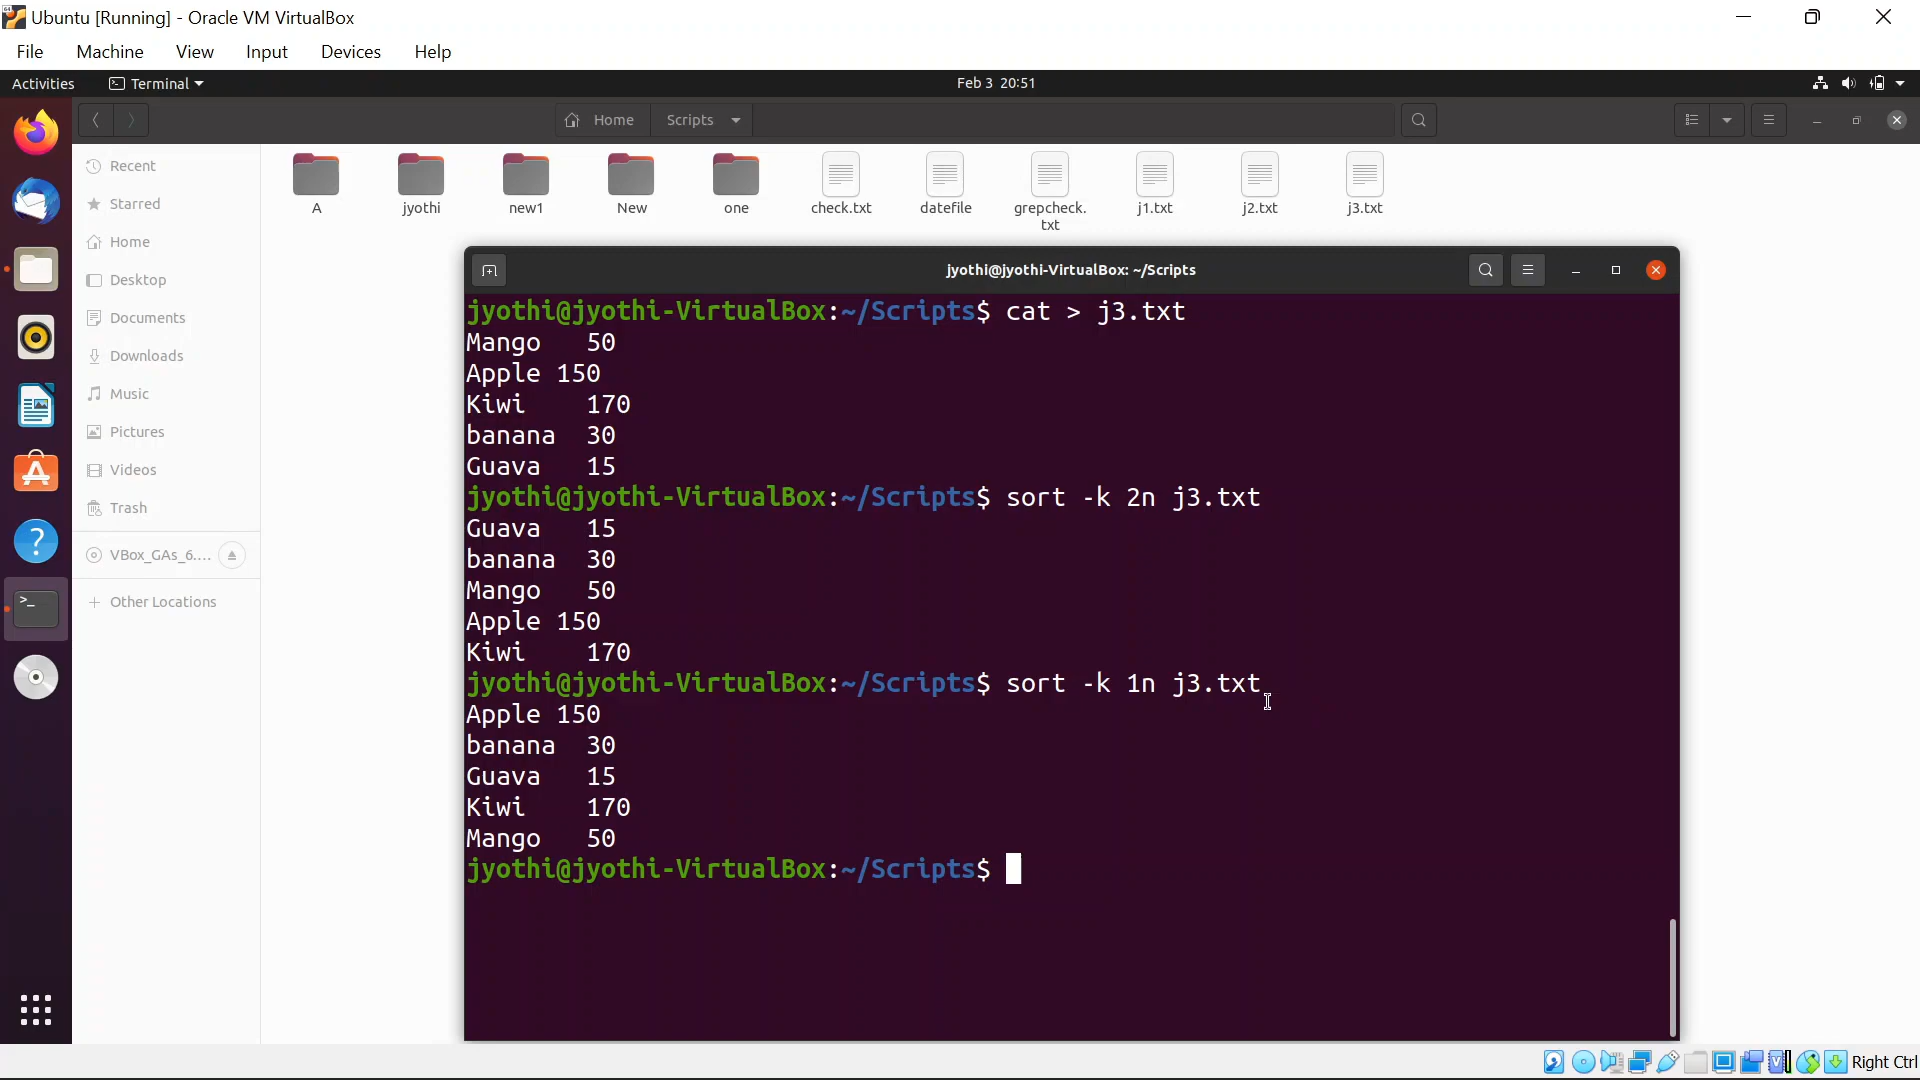 Ubuntu [Running] - Oracle VM VirtualBox
File Machine View Input Devices Help
Activities Terminal Feb 3 20:51
Home Scripts
Recent
Starred
Home
Desktop
Documents
Downloads
Music
Pictures
Videos
Trash
VBox_GAs_6....
+ Other Locations
A jyothi new1 New one check.txt datefile grepcheck. j1.txt j2.txt j3.txt
txt
jyothi@jyothi-VirtualBox: ~/Scripts
jyothi@jyothi-VirtualBox:~/Scripts$ cat > j3.txt
Mango   50
Apple 150
Kiwi    170
banana  30
Guava   15
jyothi@jyothi-VirtualBox:~/Scripts$ sort -k 2n j3.txt
Guava   15
banana  30
Mango   50
Apple 150
Kiwi    170
jyothi@jyothi-VirtualBox:~/Scripts$ sort -k 1n j3.txt
Apple 150
banana  30
Guava   15
Kiwi    170
Mango   50
jyothi@jyothi-VirtualBox:~/Scripts$
Right Ctrl